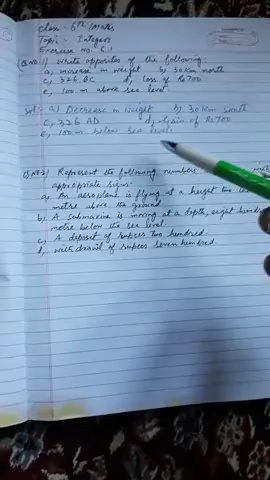 Class - 6th / Maths
Topic:- Integers
Exercise No. 6.1
Q.No.1) Write opposites of the following:
a, increase in weight b, 30 km north
c, 326 BC d, loss of Rs 700
e, 100 m above sea level.
Sol:- a) Decrease in weight b) 30 km south
c, 326 AD d, gain of Rs 700
e, 100 m below sea level.
Q.No.2) Represent the following numbers with
appropriate signs:
a, An aeroplane is flying at a height two
metre above the ground.
b, A submarine is moving at a depth, eight hundred
metre below the sea level.
c, A deposit of rupees two hundred.
d, withdrawl of rupees seven hundred.